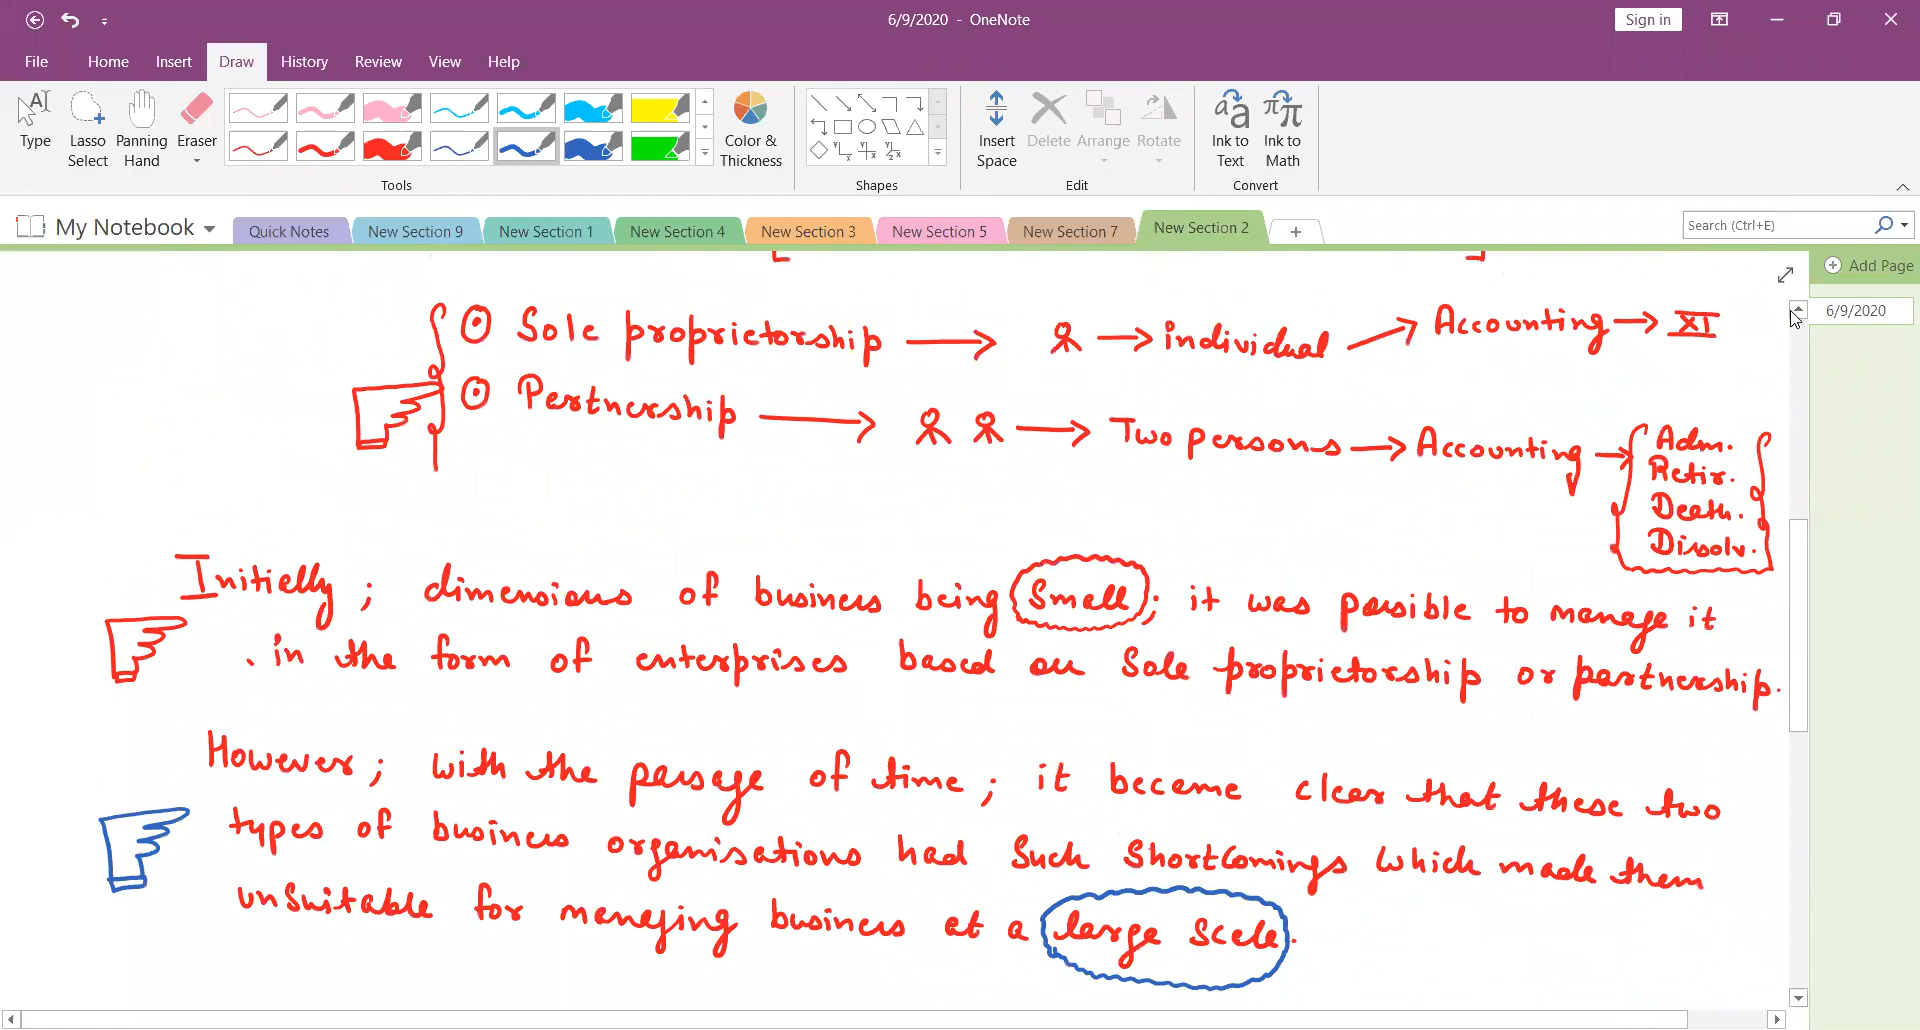 6/9/2020 - OneNote
Sign in
File Home Insert Draw History Review View Help
Type
Lasso Select
Panning Hand
Eraser
Color & Thickness
Insert Space
Delete
Arrange
Rotate
Ink to Text
Ink to Math
Tools
Shapes
Edit
Convert
My Notebook
Quick Notes
New Section 9
New Section 1
New Section 4
New Section 3
New Section 5
New Section 7
New Section 2
Search (Ctrl+E)
Add Page
6/9/2020
Sole proprietorship → → individual → Accounting → XI
Partnership → → Two persons → Accounting →
Adm.
Retir.
Death.
Dissolv.
Initially; dimensions of business being Small; it was possible to manage it
in the form of enterprises based on Sole proprietorship or partnership.
However; with the passage of time; it became clear that these two
types of business organisations had Such Shortcomings which made them
unsuitable for managing business at a large Scale.